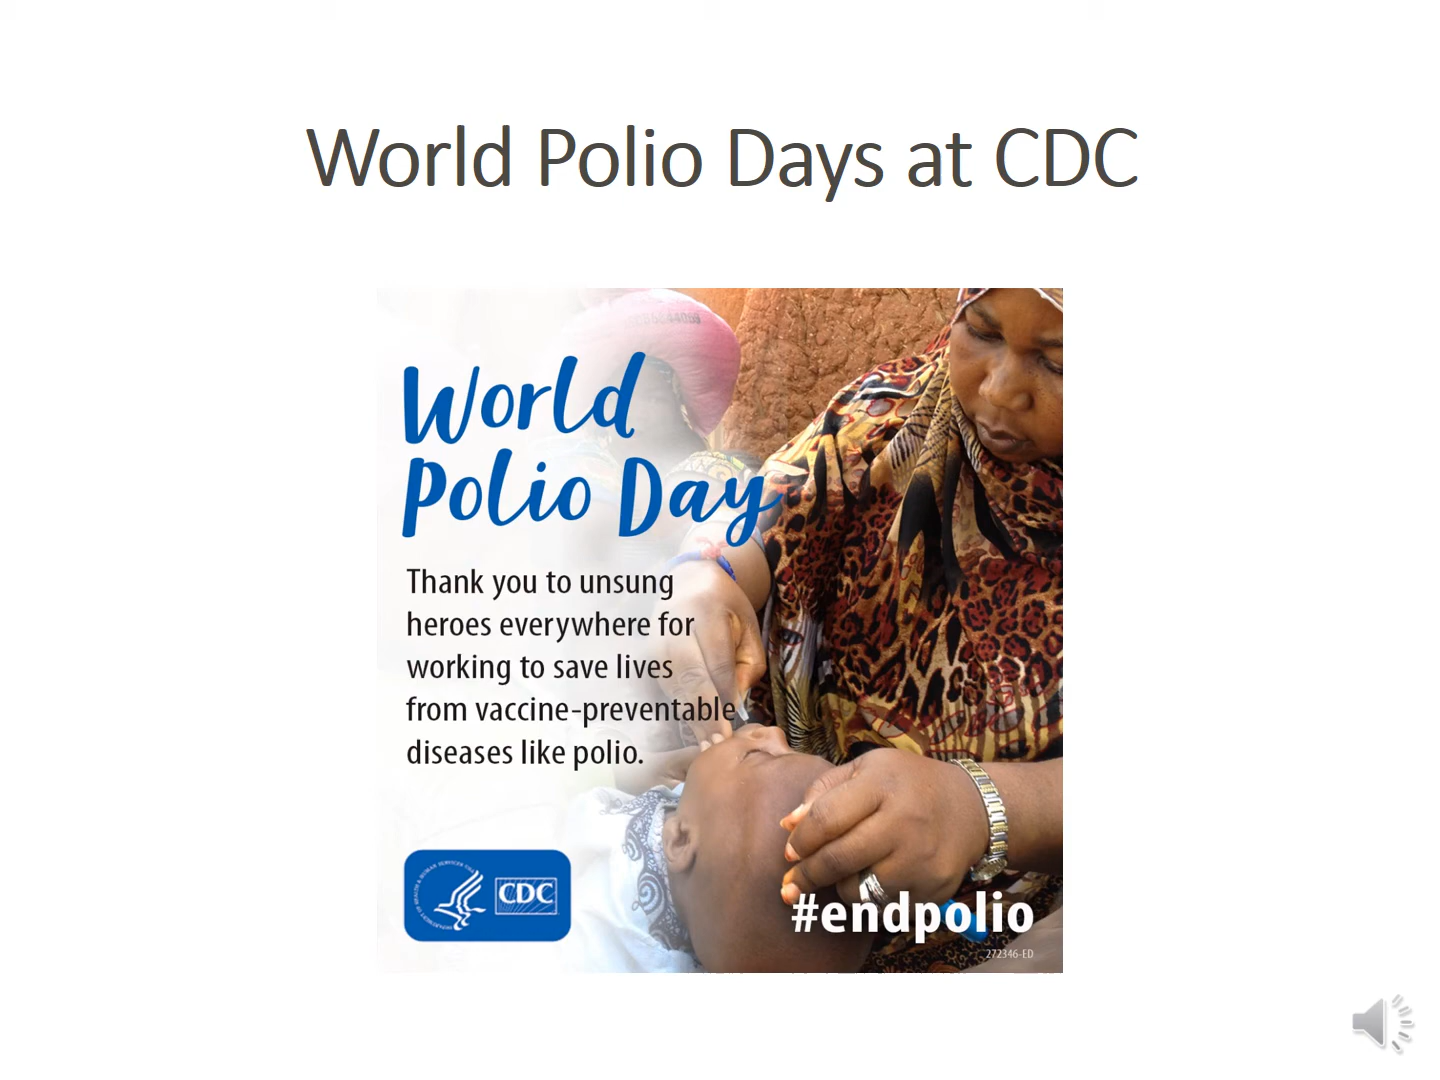 World Polio Days at CDC
World
Polio Day
Thank you to unsung
heroes everywhere for
working to save lives
from vaccine-preventable
diseases like polio.
CDC
#endpolio
272346-ED